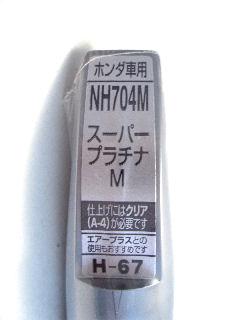 ホンダ車用
NH704M
スーパー
プラチナ
M
仕上げにはクリア
(A-4)が必要です
エアープラスとの
使用もおすすめです
H-67